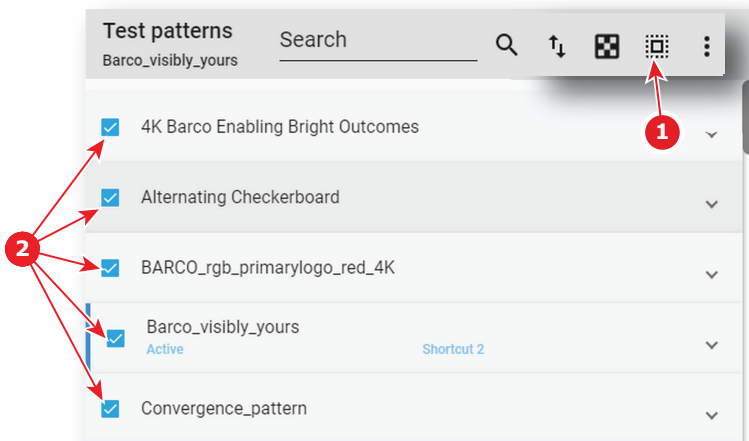 Test patterns
Barco_visibly_yours
Search
1
4K Barco Enabling Bright Outcomes
Alternating Checkerboard
2
BARCO_rgb_primarylogo_red_4K
Barco_visibly_yours
Active
Shortcut 2
Convergence_pattern